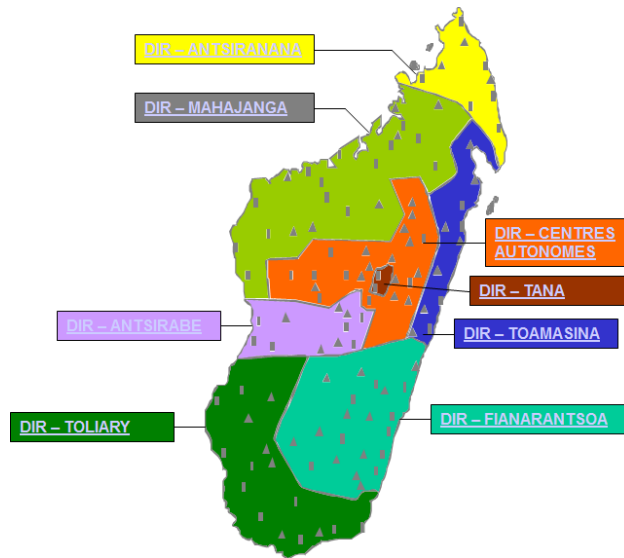 DIR – ANTSIRANANA
DIR – MAHAJANGA
DIR – CENTRES
AUTONOMES
DIR – TANA
DIR – ANTSIRABE
DIR – TOAMASINA
DIR – TOLIARY
DIR – FIANARANTSOA